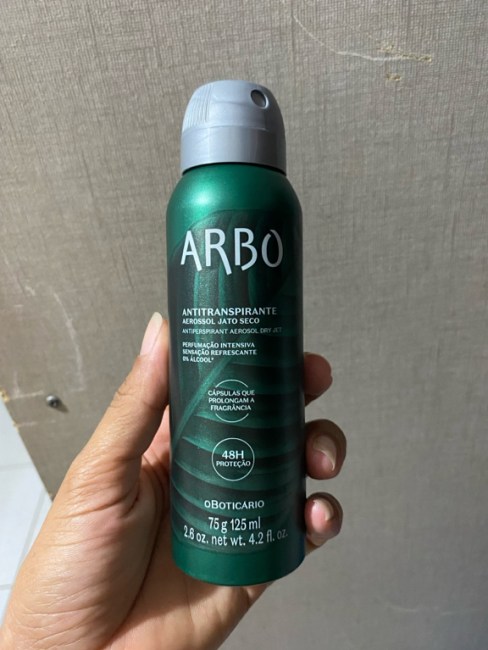 ARBO
ANTITRANSPIRANTE
AEROSSOL JATO SECO
ANTIPERSPIRANT AEROSOL DRY JET
PERFUMAÇÃO INTENSIVA
SENSAÇÃO REFRESCANTE
0% ÁLCOOL*
CÁPSULAS QUE
PROLONGAM A
FRAGRÂNCIA
48H
PROTEÇÃO
oBOTICÁRIO
75 g 125 ml
2.6 oz. net wt. 4.2 fl. oz.